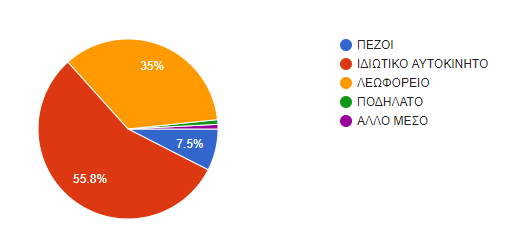 35%
7.5%
55.8%
ΠΕΖΟΙ
ΙΔΙΩΤΙΚΟ ΑΥΤΟΚΙΝΗΤΟ
ΛΕΩΦΟΡΕΙΟ
ΠΟΔΗΛΑΤΟ
ΑΛΛΟ ΜΕΣΟ